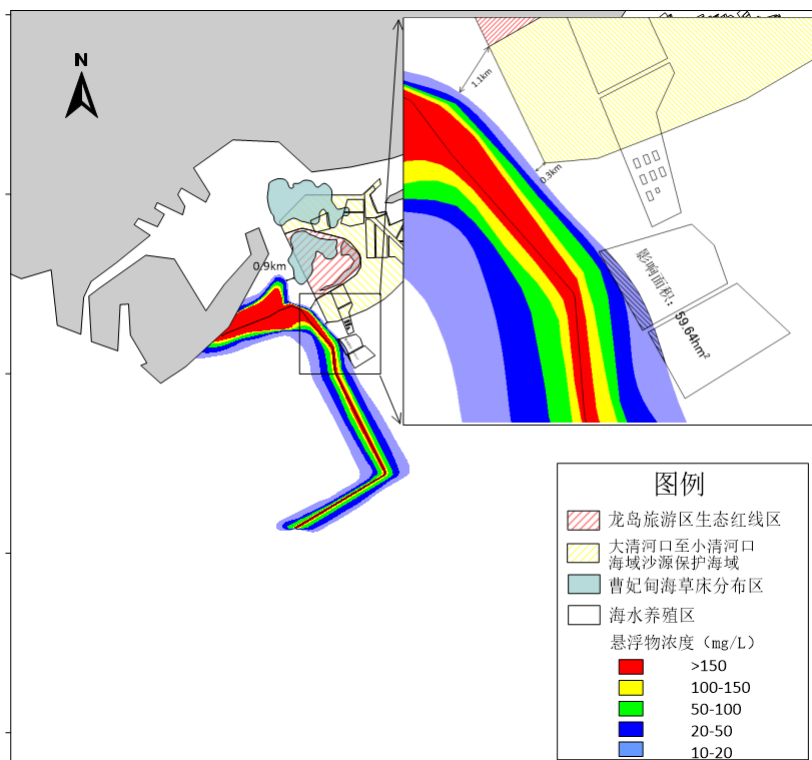 N
1.1km
0.3km
影响面积：59.64hm²
0.9km
图例
龙岛旅游区生态红线区
大清河口至小清河口
海域沙源保护海域
曹妃甸海草床分布区
海水养殖区
悬浮物浓度（mg/L）
>150
100-150
50-100
20-50
10-20